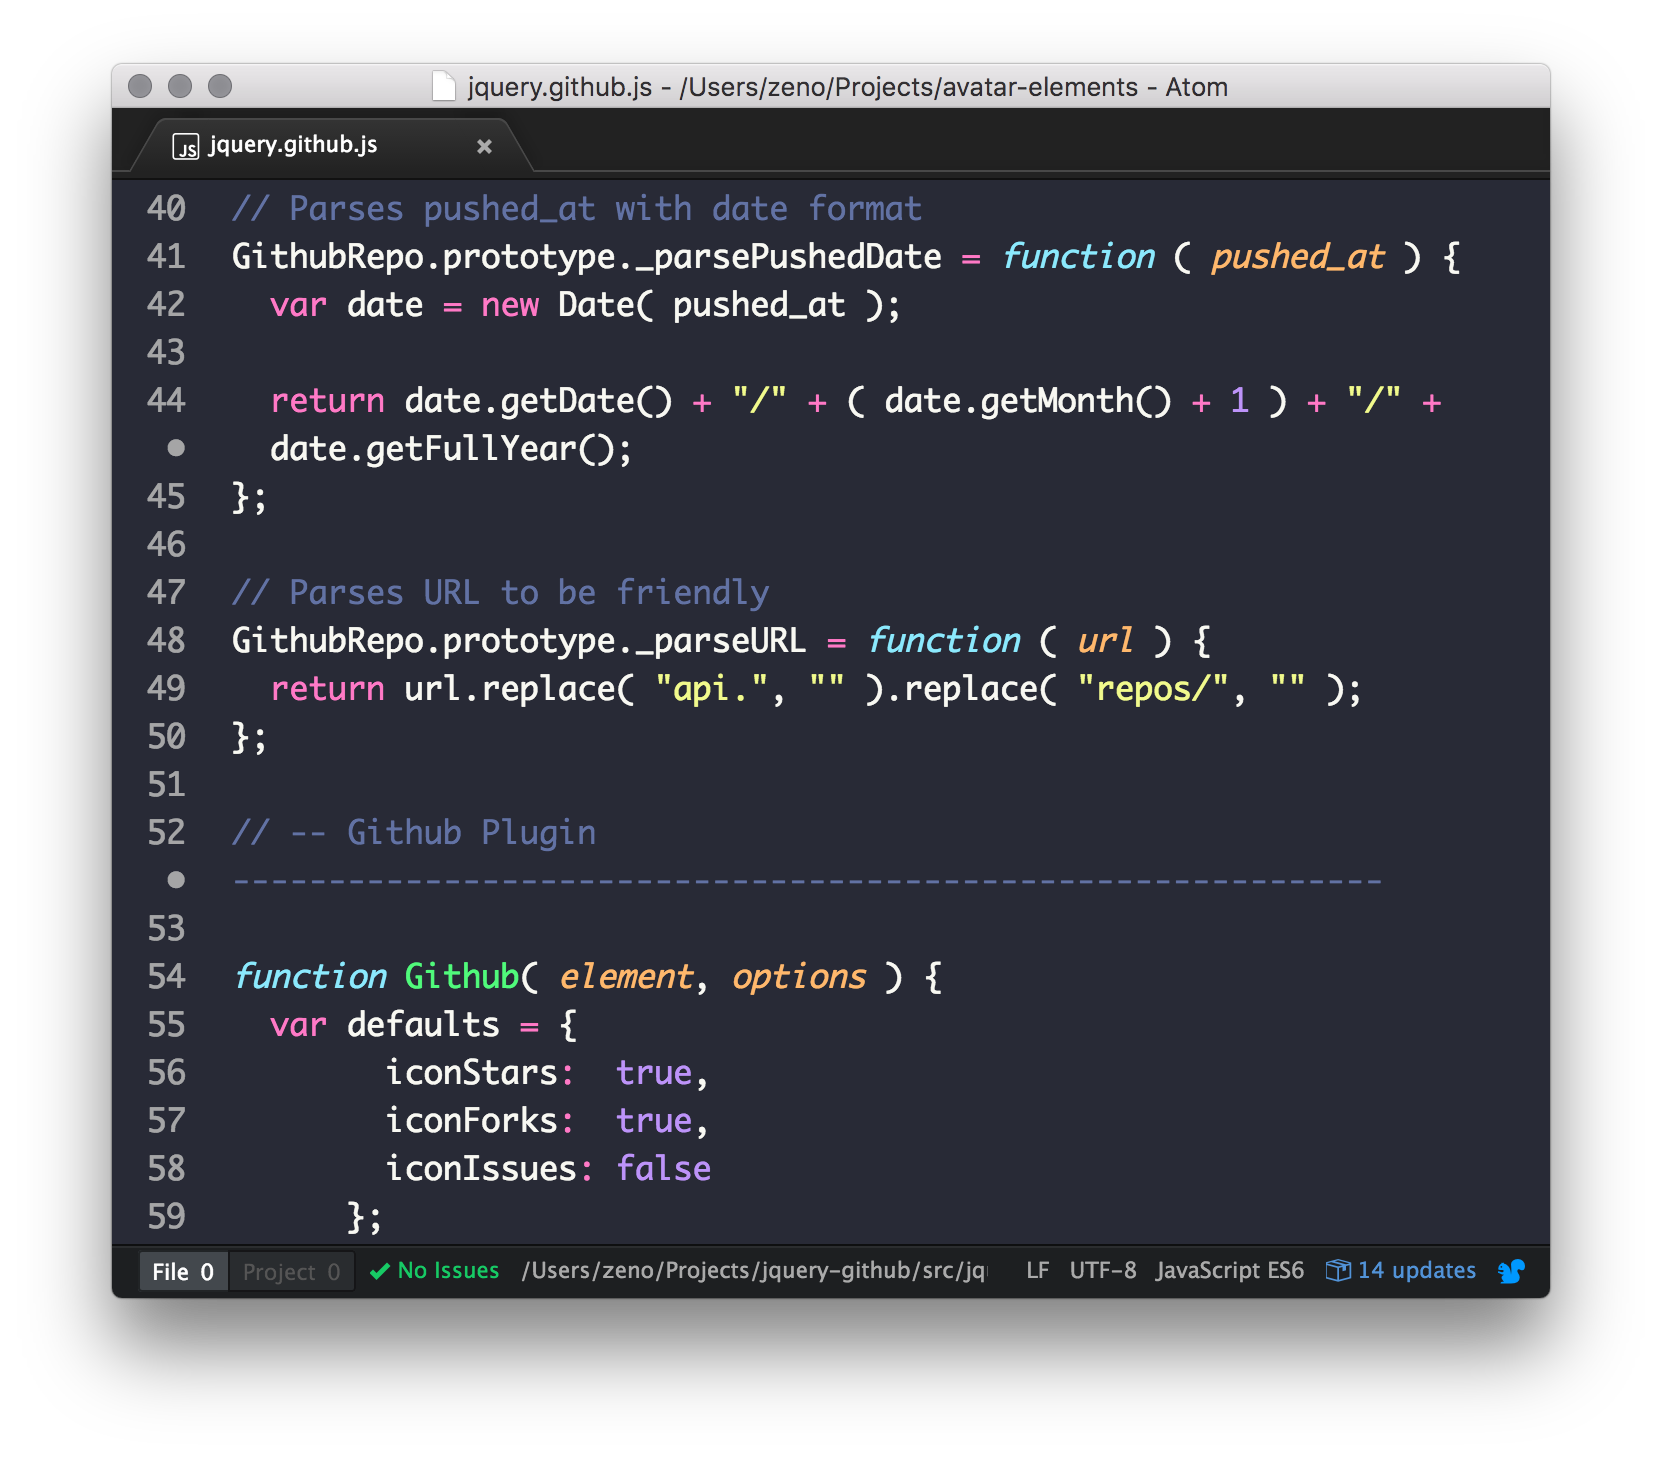 jquery.github.js - /Users/zeno/Projects/avatar-elements - Atom
JS jquery.github.js ×
40 // Parses pushed_at with date format
41 GithubRepo.prototype._parsePushedDate = function ( pushed_at ) {
42   var date = new Date( pushed_at );
43
44   return date.getDate() + "/" + ( date.getMonth() + 1 ) + "/" +
•   date.getFullYear();
45 };
46
47 // Parses URL to be friendly
48 GithubRepo.prototype._parseURL = function ( url ) {
49   return url.replace( "api.", "" ).replace( "repos/", "" );
50 };
51
52 // -- Github Plugin
• ------------------------------------------------------------
53
54 function Github( element, options ) {
55   var defaults = {
56         iconStars:  true,
57         iconForks:  true,
58         iconIssues: false
59       };
File 0 Project 0 No Issues /Users/zeno/Projects/jquery-github/src/jq LF UTF-8 JavaScript ES6 14 updates